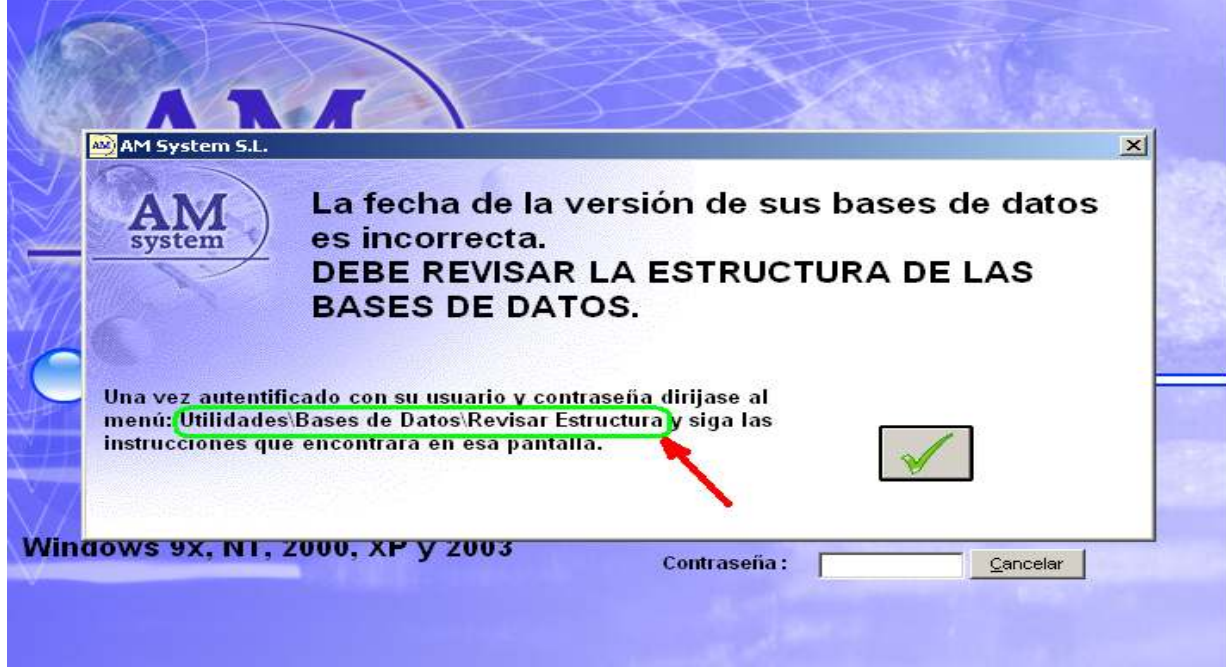 AM
AM System S.L.
AM
system
La fecha de la versión de sus bases de datos
es incorrecta.
DEBE REVISAR LA ESTRUCTURA DE LAS
BASES DE DATOS.
Una vez autentificado con su usuario y contraseña dirijase al
menú: Utilidades\Bases de Datos\Revisar Estructura y siga las
instrucciones que encontrara en esa pantalla.
Windows 9x, NT, 2000, XP y 2003
Contraseña :
Cancelar